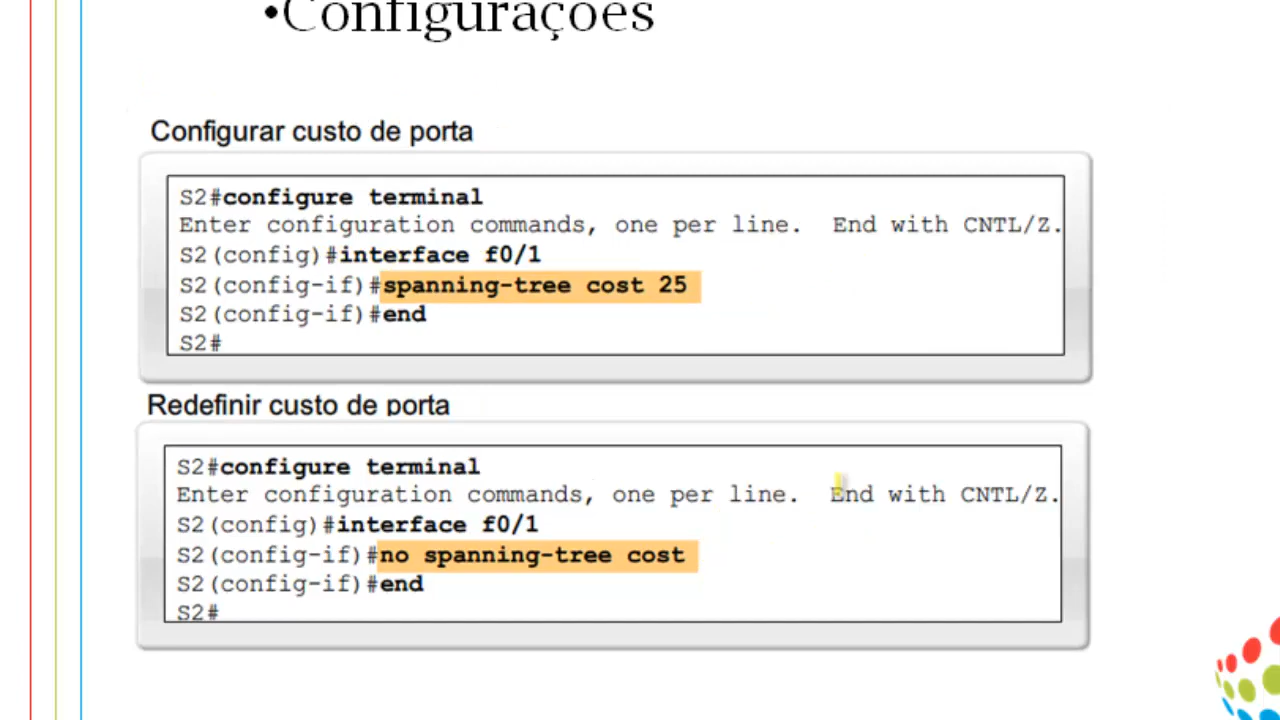 •Configurações
Configurar custo de porta
S2#configure terminal
Enter configuration commands, one per line.  End with CNTL/Z.
S2(config)#interface f0/1
S2(config-if)#spanning-tree cost 25
S2(config-if)#end
S2#
Redefinir custo de porta
S2#configure terminal
Enter configuration commands, one per line.  End with CNTL/Z.
S2(config)#interface f0/1
S2(config-if)#no spanning-tree cost
S2(config-if)#end
S2#